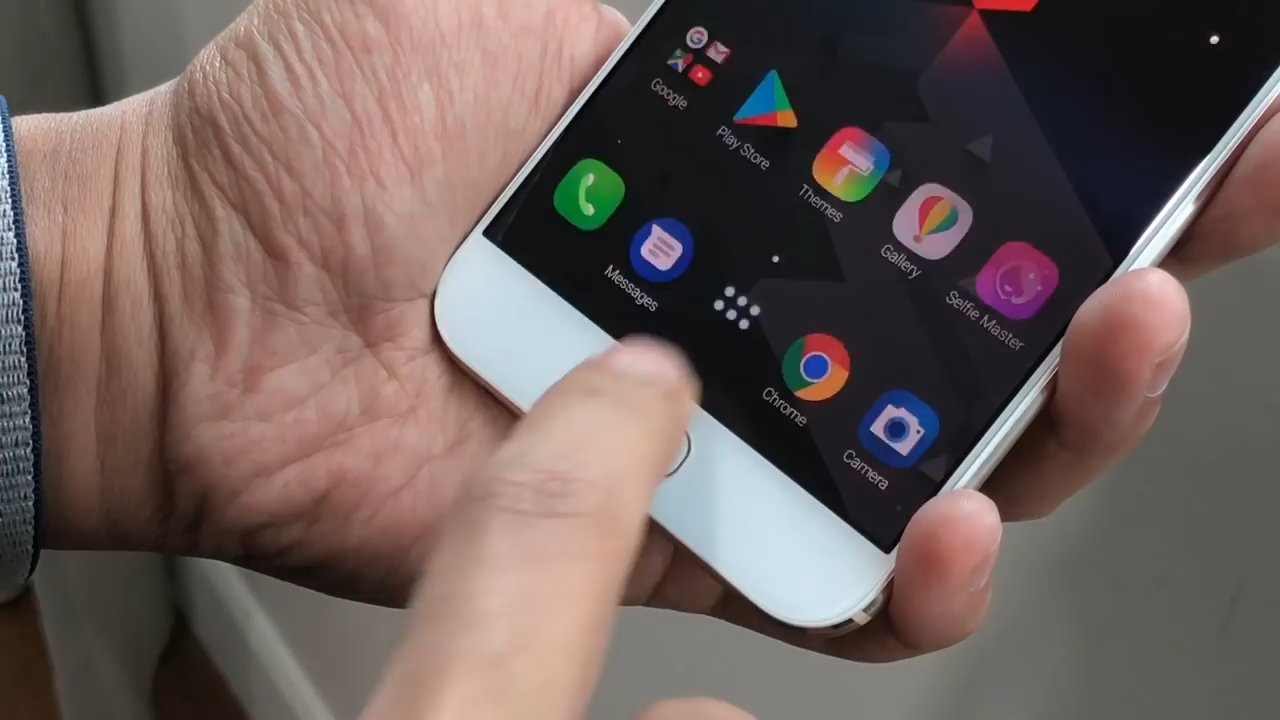 Google
Play Store
Themes
Gallery
Selfie Master
Messages
Chrome
Camera